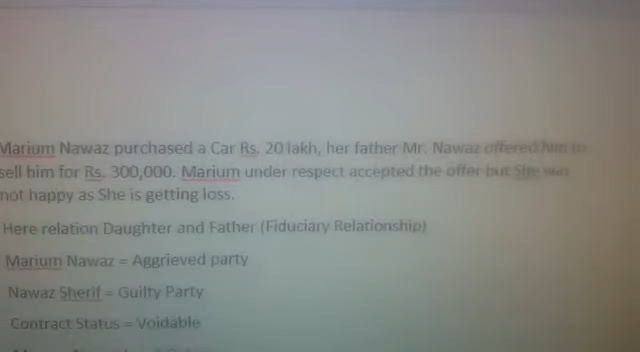 Marium Nawaz purchased a Car Rs. 20 lakh, her father Mr. Nawaz offered him to
sell him for Rs. 300,000. Marium under respect accepted the offer but She was
not happy as She is getting loss.
Here relation Daughter and Father (Fiduciary Relationship)
Marium Nawaz = Aggrieved party
Nawaz Sherif = Guilty Party
Contract Status = Voidable